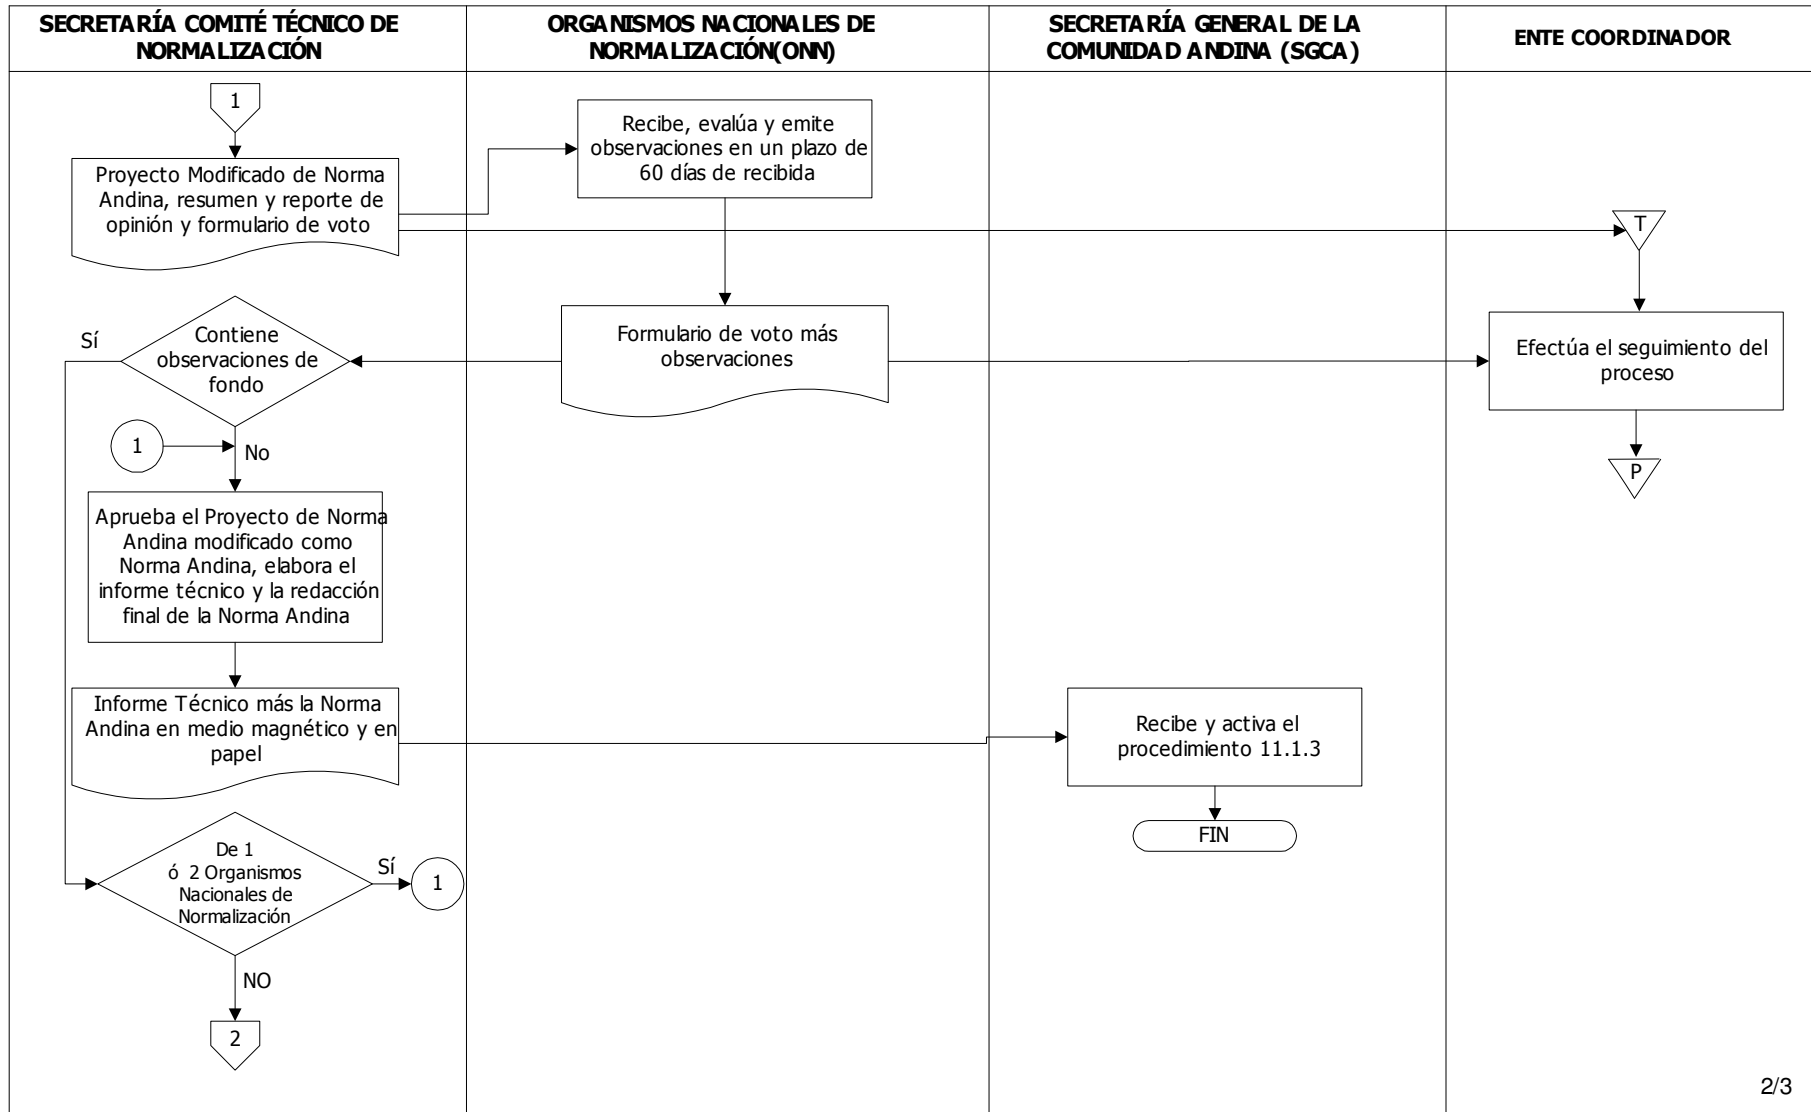 SECRETARÍA COMITÉ TÉCNICO DE
NORMALIZACIÓN
ORGANISMOS NACIONALES DE
NORMALIZACIÓN(ONN)
SECRETARÍA GENERAL DE LA
COMUNIDAD ANDINA (SGCA)
ENTE COORDINADOR
1
Proyecto Modificado de Norma
Andina, resumen y reporte de
opinión y formulario de voto
Recibe, evalúa y emite
observaciones en un plazo de
60 días de recibida
T
Sí
Contiene
observaciones de
fondo
Formulario de voto más
observaciones
Efectúa el seguimiento del
proceso
1
No
P
Aprueba el Proyecto de Norma
Andina modificado como
Norma Andina, elabora el
informe técnico y la redacción
final de la Norma Andina
Informe Técnico más la Norma
Andina en medio magnético y en
papel
Recibe y activa el
procedimiento 11.1.3
FIN
De 1
ó 2 Organismos
Nacionales de
Normalización
Sí
1
NO
2
2/3